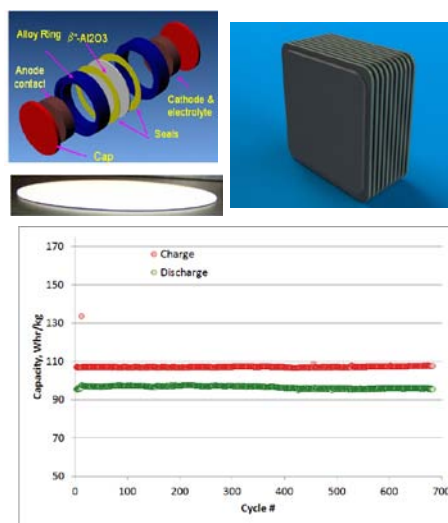 Alloy Ring
β"-Al2O3
Anode
contact
Cathode &
electrolyte
Seals
Cap
170
150
130
110
90
70
50
Capacity, Whr/kg
Charge
Discharge
0
100
200
300
400
500
600
700
Cycle #